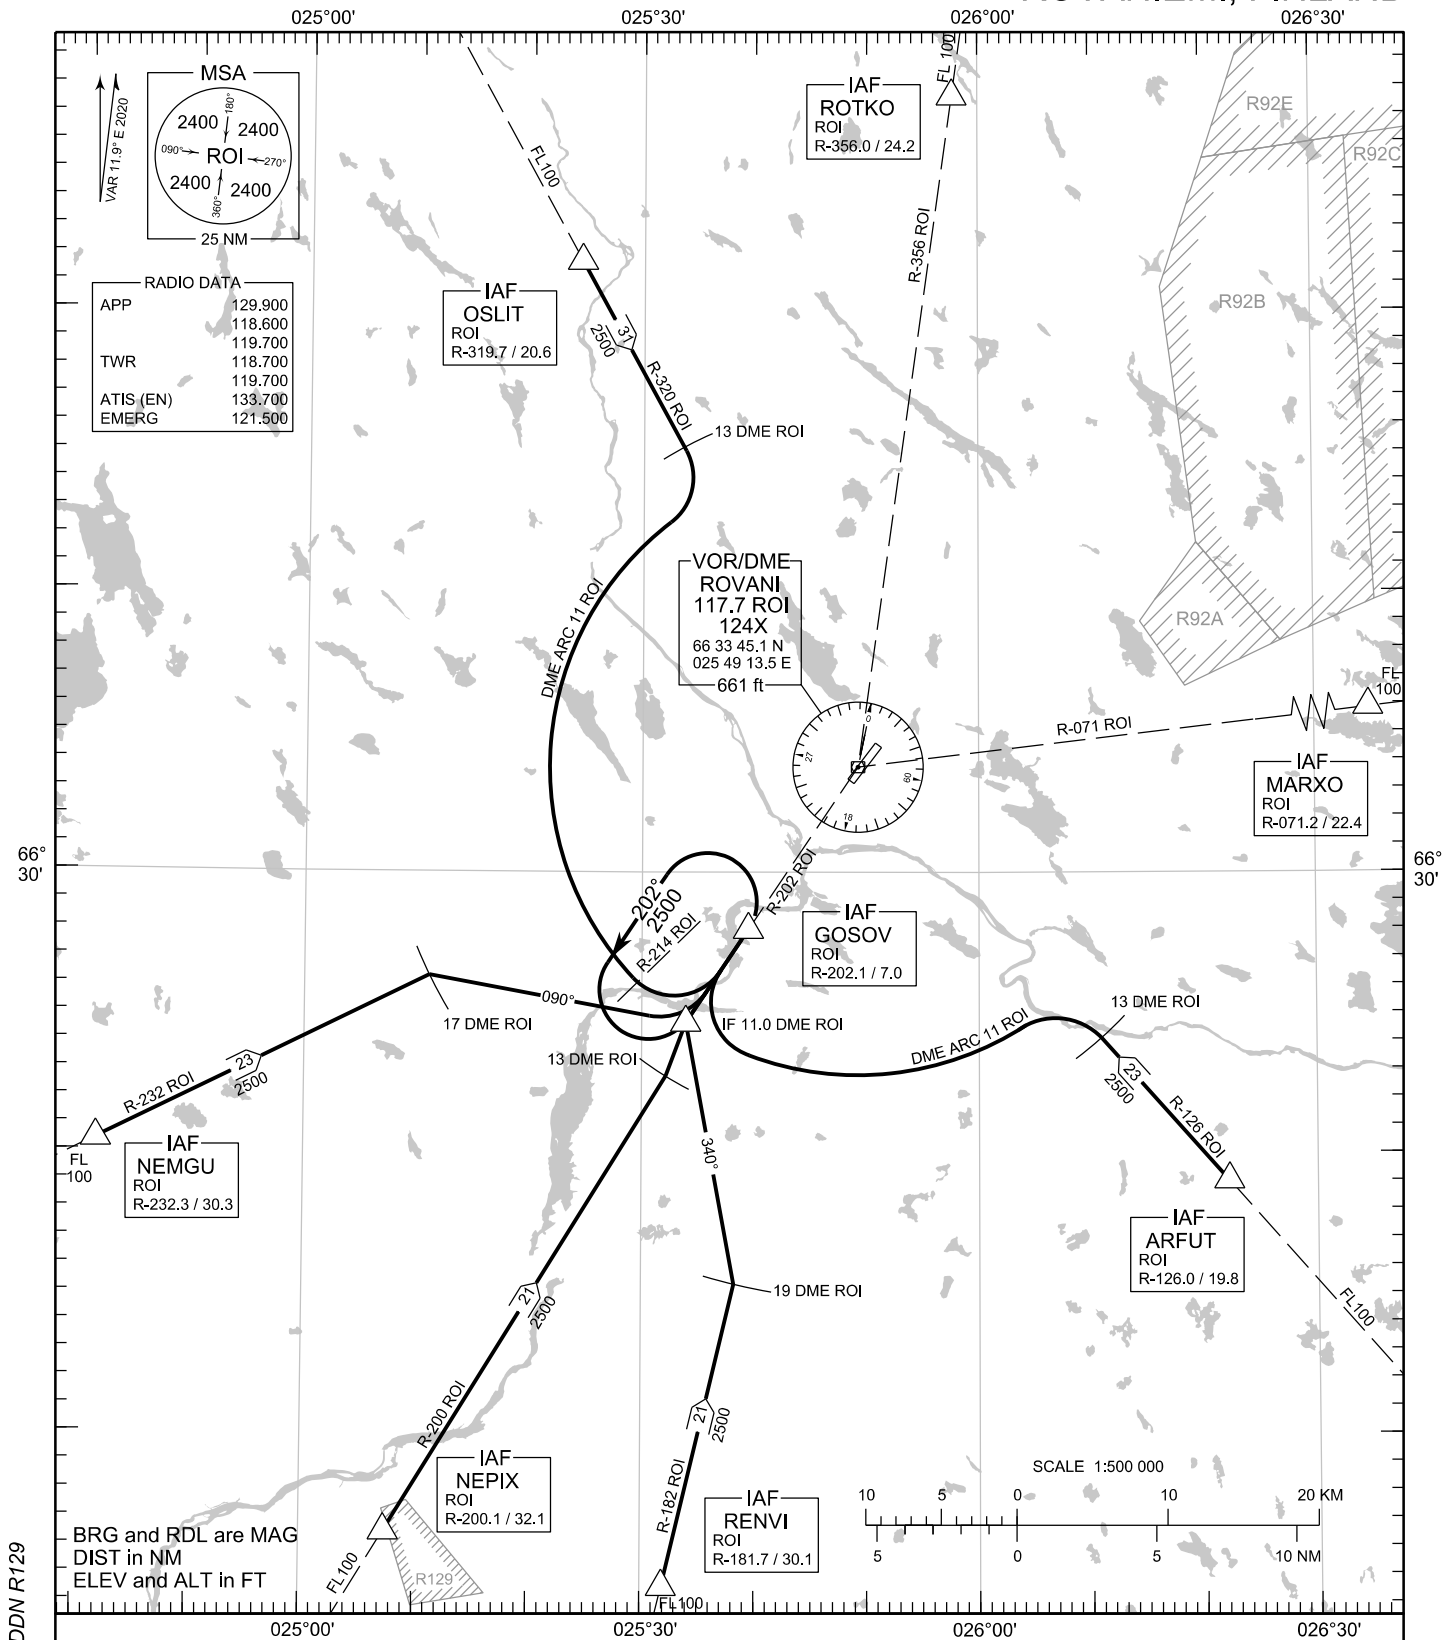 025°00'
025°30'
026°00'
026°30'
VAR 11.9° E 2020
MSA
180°
2400
2400
090°
ROI
270°
2400
2400
360°
25 NM
RADIO DATA
APP 129.900
118.600
119.700
TWR 118.700
119.700
ATIS (EN) 133.700
EMERG 121.500
FL100
IAF
OSLIT
ROI
R-319.7 / 20.6
31
2500
R-320 ROI
13 DME ROI
IAF
ROTKO
ROI
R-356.0 / 24.2
FL 100
R-356 ROI
R92E
R92C
R92B
R92A
VOR/DME
ROVANI
117.7 ROI
124X
66 33 45.1 N
025 49 13.5 E
661 ft
DME ARC 11 ROI
0
27
60
18
R-071 ROI
FL
100
IAF
MARXO
ROI
R-071.2 / 22.4
66°
30'
66°
30'
202°
2500
R-214 ROI
R-202 ROI
IAF
GOSOV
ROI
R-202.1 / 7.0
090°
17 DME ROI
IF 11.0 DME ROI
13 DME ROI
DME ARC 11 ROI
13 DME ROI
23
2500
R-126 ROI
R-232 ROI
23
2500
FL
100
IAF
NEMGU
ROI
R-232.3 / 30.3
340°
IAF
ARFUT
ROI
R-126.0 / 19.8
FL100
19 DME ROI
21
2500
R-200 ROI
21
2500
R-182 ROI
IAF
NEPIX
ROI
R-200.1 / 32.1
IAF
RENVI
ROI
R-181.7 / 30.1
SCALE 1:500 000
10 5 0 10 20 KM
5 0 5 10 NM
BRG and RDL are MAG
DIST in NM
ELEV and ALT in FT
FL100
R129
FL100
DDN R129
025°00'
025°30'
026°00'
026°30'